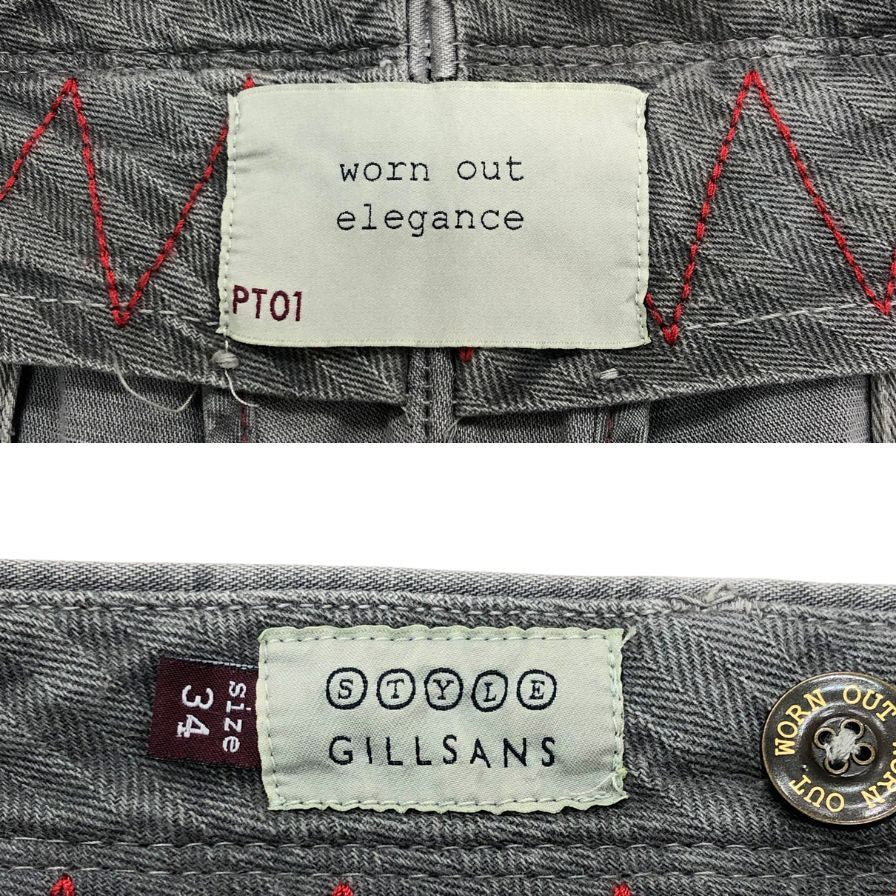 worn out
elegance
PT01
size
34
STYLE
GILLSANS
WORN OUT WORN OUT